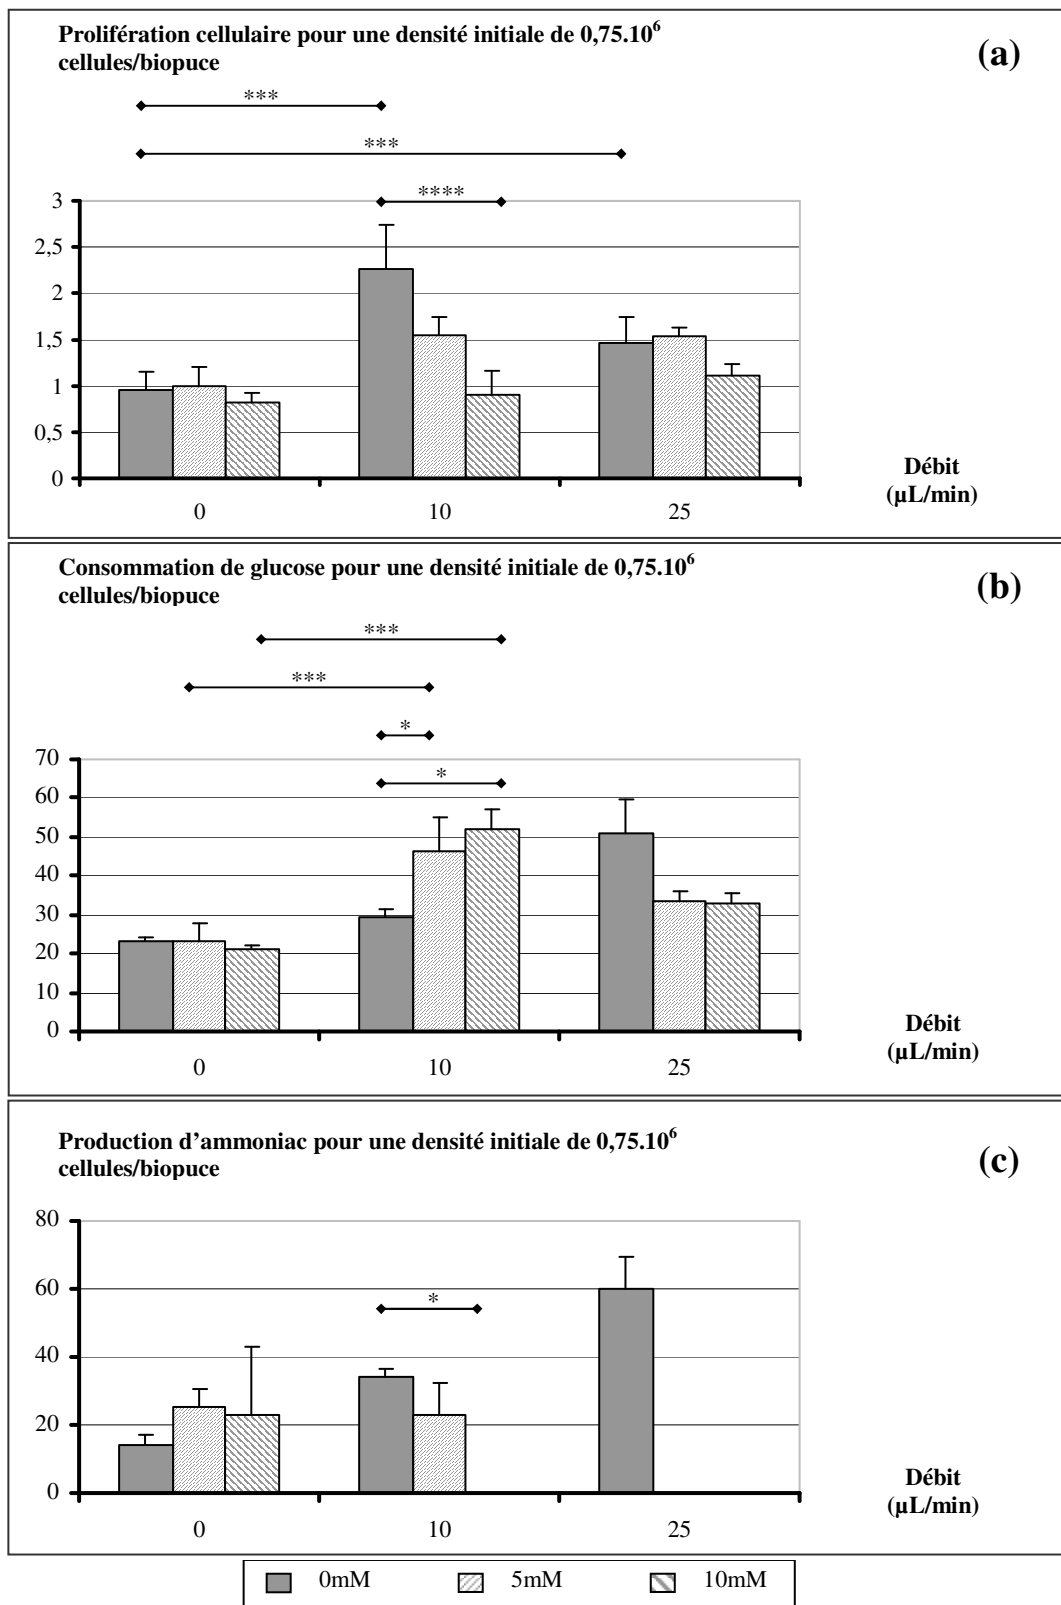 Prolifération cellulaire pour une densité initiale de 0,75.10⁶
cellules/biopuce
(a)
***
***
****
3
2,5
2
1,5
1
0,5
0
0 10 25
Débit
(µL/min)
Consommation de glucose pour une densité initiale de 0,75.10⁶
cellules/biopuce
(b)
***
***
*
*
70
60
50
40
30
20
10
0
0 10 25
Débit
(µL/min)
Production d’ammoniac pour une densité initiale de 0,75.10⁶
cellules/biopuce
(c)
80
60
*
40
20
0
0 10 25
Débit
(µL/min)
0mM 5mM 10mM